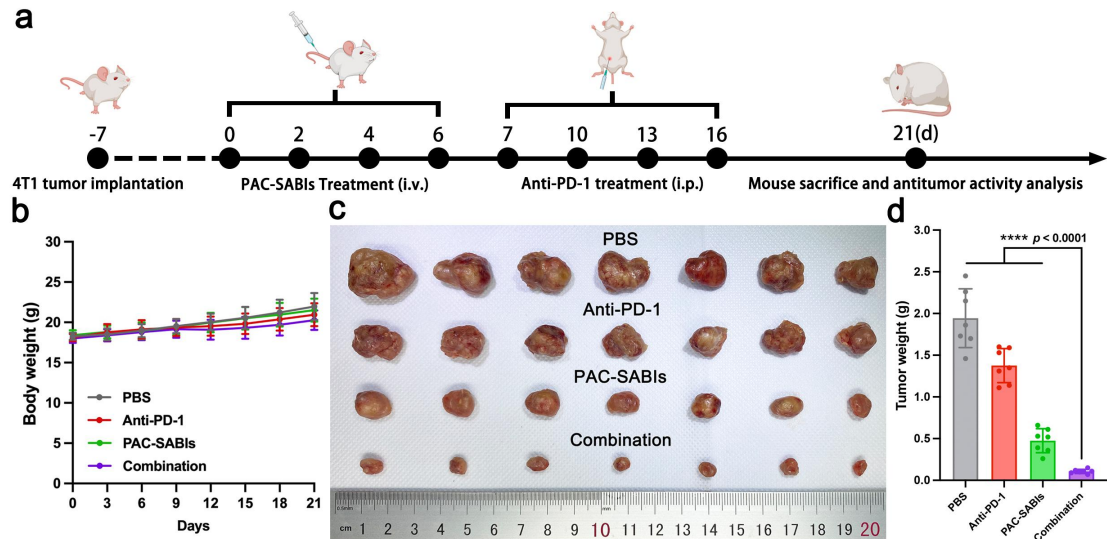 a
-7
0
2
4
6
7
10
13
16
21(d)
4T1 tumor implantation
PAC-SABIs Treatment (i.v.)
Anti-PD-1 treatment (i.p.)
Mouse sacrifice and antitumor activity analysis
b
30
25
20
15
10
5
0
Body weight (g)
PBS
Anti-PD-1
PAC-SABIs
Combination
0
3
6
9
12
15
18
21
Days
c
PBS
Anti-PD-1
PAC-SABIs
Combination
0.5mm
mm
cm 1 2 3 4 5 6 7 8 9 10 11 12 13 14 15 16 17 18 19 20
d
3.0
2.5
2.0
1.5
1.0
0.5
0.0
Tumor weight (g)
**** p < 0.0001
PBS
Anti-PD-1
PAC-SABIs
Combination